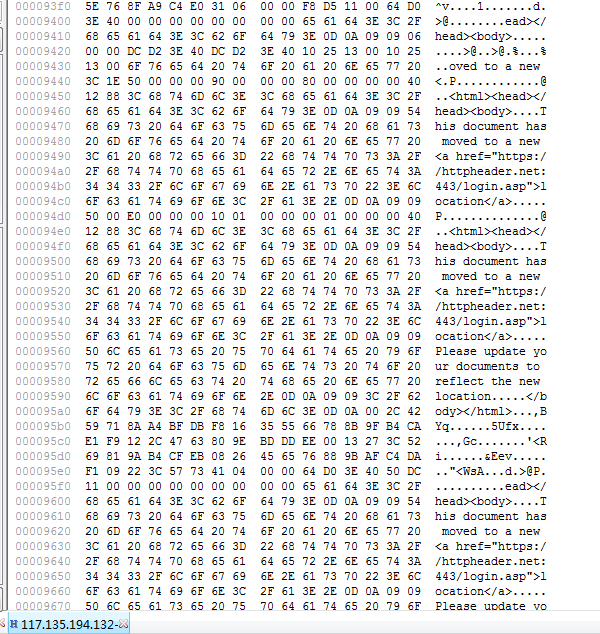 000093f0 5E 76 8F A9 C4 E0 31 06 00 00 F8 D5 11 00 64 D0 ^v....1.......d.
00009400 3E 40 00 00 00 00 00 00 00 00 65 61 64 3E 3C 2F >@........ead></
00009410 68 65 61 64 3E 3C 62 6F 64 79 3E 0D 0A 09 09 06 head><body>.....
00009420 00 00 DC D2 3E 40 DC D2 3E 40 10 25 13 00 10 25 ....>@..>@.%...%
00009430 13 00 6F 76 65 64 20 74 6F 20 61 20 6E 65 77 20 ..oved to a new
00009440 3C 1E 50 00 00 00 00 90 00 00 00 80 00 00 00 40 <.P............@
00009450 12 88 3C 68 74 6D 6C 3E 3C 68 65 61 64 3E 3C 2F ..<html><head></
00009460 68 65 61 64 3E 3C 62 6F 64 79 3E 0D 0A 09 09 54 head><body>....T
00009470 68 69 73 20 64 6F 63 75 6D 65 6E 74 20 68 61 73 his document has
00009480 20 6D 6F 76 65 64 20 74 6F 20 61 20 6E 65 77 20 moved to a new
00009490 3C 61 20 68 72 65 66 3D 22 68 74 74 70 73 3A 2F <a href="https:/
000094a0 2F 68 74 74 70 68 65 61 64 65 72 2E 6E 65 74 3A /httpheader.net:
000094b0 34 34 33 2F 6C 6F 67 69 6E 2E 61 73 70 22 3E 6C 443/login.asp">l
000094c0 6F 63 61 74 69 6F 6E 3C 2F 61 3E 2E 0D 0A 09 09 ocation</a>.....
000094d0 50 00 E0 00 00 00 10 01 00 00 00 01 00 00 00 40 P..............@
000094e0 12 88 3C 68 74 6D 6C 3E 3C 68 65 61 64 3E 3C 2F ..<html><head></
000094f0 68 65 61 64 3E 3C 62 6F 64 79 3E 0D 0A 09 09 54 head><body>....T
00009500 68 69 73 20 64 6F 63 75 6D 65 6E 74 20 68 61 73 his document has
00009510 20 6D 6F 76 65 64 20 74 6F 20 61 20 6E 65 77 20 moved to a new
00009520 3C 61 20 68 72 65 66 3D 22 68 74 74 70 73 3A 2F <a href="https:/
00009530 2F 68 74 74 70 68 65 61 64 65 72 2E 6E 65 74 3A /httpheader.net:
00009540 34 34 33 2F 6C 6F 67 69 6E 2E 61 73 70 22 3E 6C 443/login.asp">l
00009550 6F 63 61 74 69 6F 6E 3C 2F 61 3E 2E 0D 0A 09 09 ocation</a>.....
00009560 50 6C 65 61 73 65 20 75 70 64 61 74 65 20 79 6F Please update yo
00009570 75 72 20 64 6F 63 75 6D 65 6E 74 73 20 74 6F 20 ur documents to
00009580 72 65 66 6C 65 63 74 20 74 68 65 20 6E 65 77 20 reflect the new
00009590 6C 6F 63 61 74 69 6F 6E 2E 0D 0A 09 09 3C 2F 62 location.....</b
000095a0 6F 64 79 3E 3C 2F 68 74 6D 6C 3E 0D 0A 00 2C 42 ody></html>...,B
000095b0 59 71 8A A4 BF DB F8 16 35 55 66 78 8B 9F B4 CA Yq......5Ufx....
000095c0 E1 F9 12 2C 47 63 80 9E BD DD EE 00 13 27 3C 52 ...,Gc.......'<R
000095d0 69 81 9A B4 CF EB 08 26 45 65 76 88 9B AF C4 DA i......&Eev.....
000095e0 F1 09 22 3C 57 73 41 04 00 00 64 D0 3E 40 50 DC .."<WsA...d.>@P.
000095f0 11 00 00 00 00 00 00 00 00 00 65 61 64 3E 3C 2F ..........ead></
00009600 68 65 61 64 3E 3C 62 6F 64 79 3E 0D 0A 09 09 54 head><body>....T
00009610 68 69 73 20 64 6F 63 75 6D 65 6E 74 20 68 61 73 his document has
00009620 20 6D 6F 76 65 64 20 74 6F 20 61 20 6E 65 77 20 moved to a new
00009630 3C 61 20 68 72 65 66 3D 22 68 74 74 70 73 3A 2F <a href="https:/
00009640 2F 68 74 74 70 68 65 61 64 65 72 2E 6E 65 74 3A /httpheader.net:
00009650 34 34 33 2F 6C 6F 67 69 6E 2E 61 73 70 22 3E 6C 443/login.asp">l
00009660 6F 63 61 74 69 6F 6E 3C 2F 61 3E 2E 0D 0A 09 09 ocation</a>.....
00009670 50 6C 65 61 73 65 20 75 70 64 61 74 65 20 79 6F Please update yo
117.135.194.132-